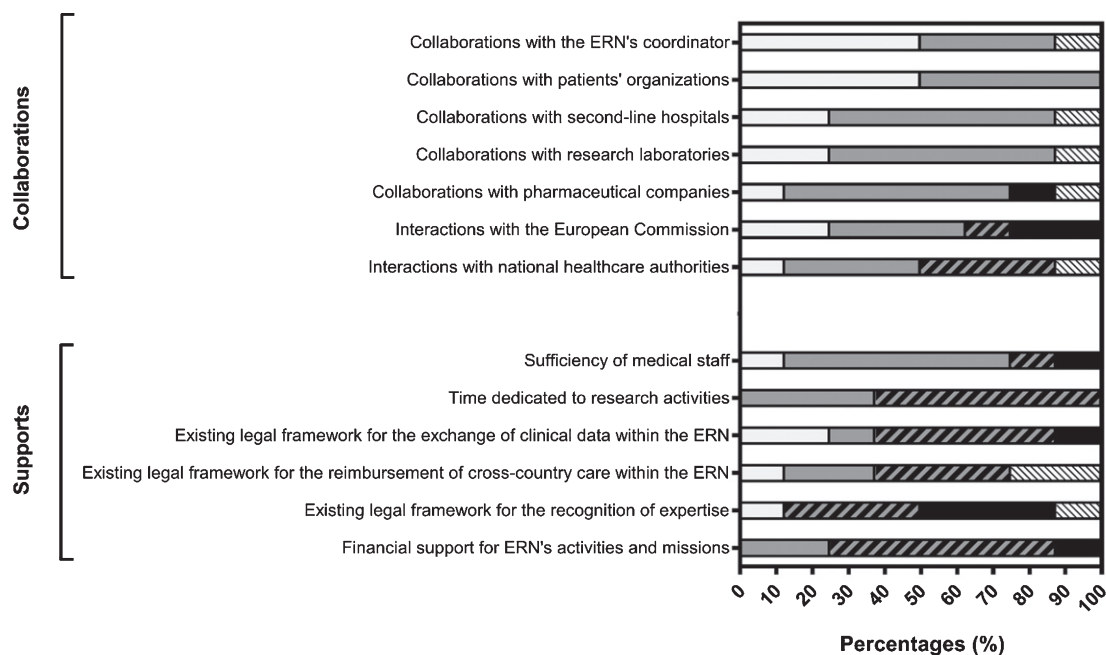 Collaborations
Collaborations with the ERN's coordinator
Collaborations with patients' organizations
Collaborations with second-line hospitals
Collaborations with research laboratories
Collaborations with pharmaceutical companies
Interactions with the European Commission
Interactions with national healthcare authorities
Supports
Sufficiency of medical staff
Time dedicated to research activities
Existing legal framework for the exchange of clinical data within the ERN
Existing legal framework for the reimbursement of cross-country care within the ERN
Existing legal framework for the recognition of expertise
Financial support for ERN's activities and missions
0 10 20 30 40 50 60 70 80 90 100
Percentages (%)